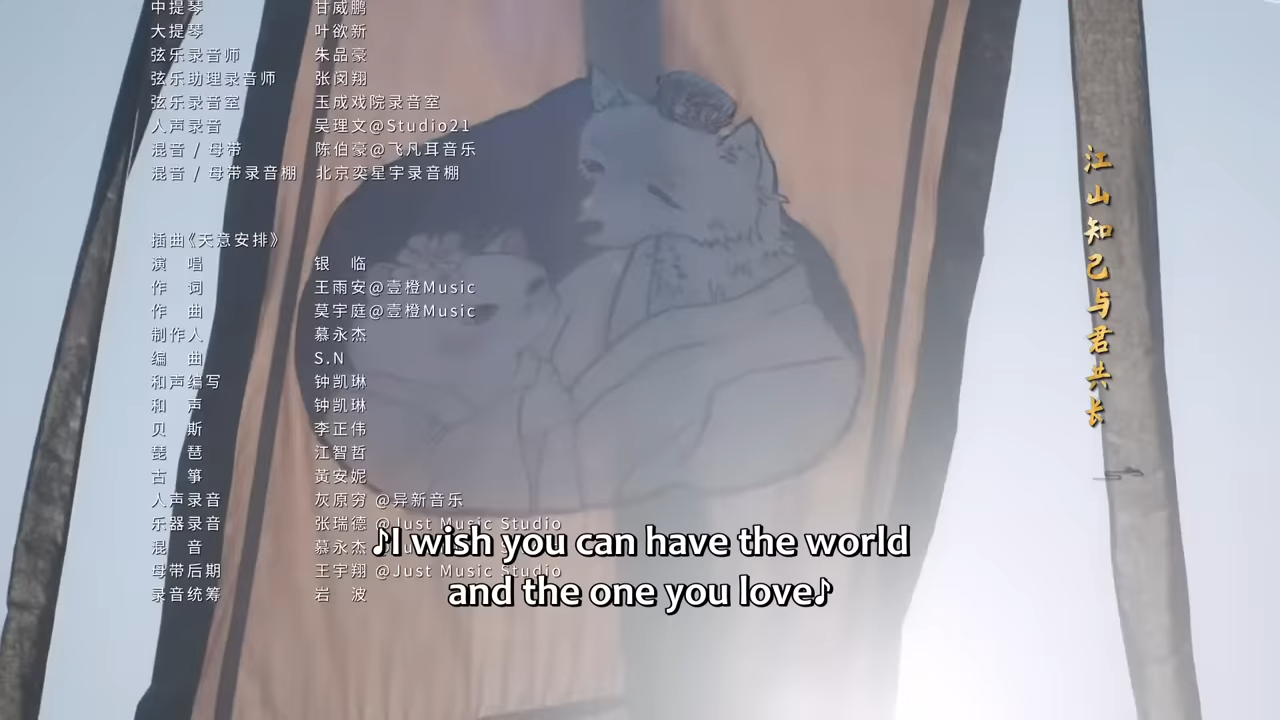 中提琴 甘威鹏
大提琴 叶欲新
弦乐录音师 朱品豪
弦乐助理录音师 张闵翔
弦乐录音室 玉成戏院录音室
人声录音 吴理文@Studio21
混音 / 母带 陈伯豪@飞凡耳音乐
混音 / 母带录音棚 北京奕星宇录音棚
插曲《天意安排》
演 唱 银 临
作 词 王雨安@壹橙Music
作 曲 莫宇庭@壹橙Music
制作人 慕永杰
编 曲 S.N
和声编写 钟凯琳
和 声 钟凯琳
贝 斯 李正伟
琵 琶 江智哲
古 筝 黃安妮
人声录音 灰原穷 @异新音乐
乐器录音 张瑞德 @Just Music Studio
混 音 慕永杰
母带后期 王宇翔 @Just Music Studio
录音统筹 岩 波
♪I wish you can have the world
and the one you love♪
江山知己与君共长